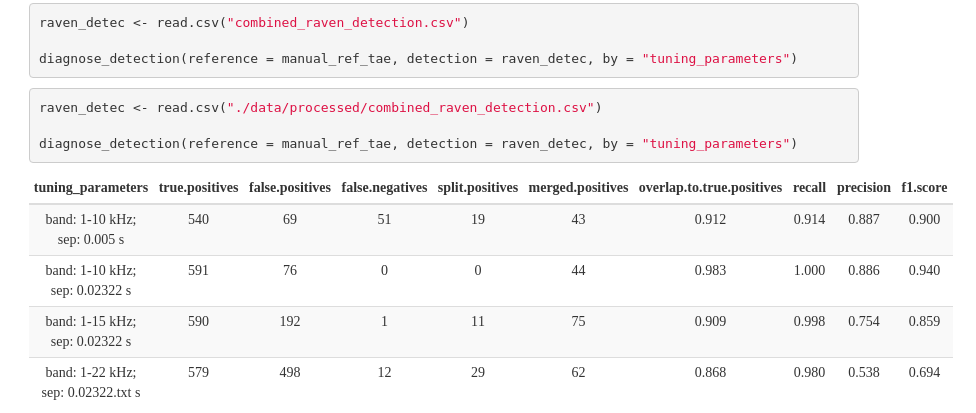 raven_detec <- read.csv("combined_raven_detection.csv")
diagnose_detection(reference = manual_ref_tae, detection = raven_detec, by = "tuning_parameters")
raven_detec <- read.csv("./data/processed/combined_raven_detection.csv")
diagnose_detection(reference = manual_ref_tae, detection = raven_detec, by = "tuning_parameters")
tuning_parameters true.positives false.positives false.negatives split.positives merged.positives overlap.to.true.positives recall precision f1.score
band: 1-10 kHz; 540 69 51 19 43 0.912 0.914 0.887 0.900
sep: 0.005 s
band: 1-10 kHz; 591 76 0 0 44 0.983 1.000 0.886 0.940
sep: 0.02322 s
band: 1-15 kHz; 590 192 1 11 75 0.909 0.998 0.754 0.859
sep: 0.02322 s
band: 1-22 kHz; 579 498 12 29 62 0.868 0.980 0.538 0.694
sep: 0.02322.txt s